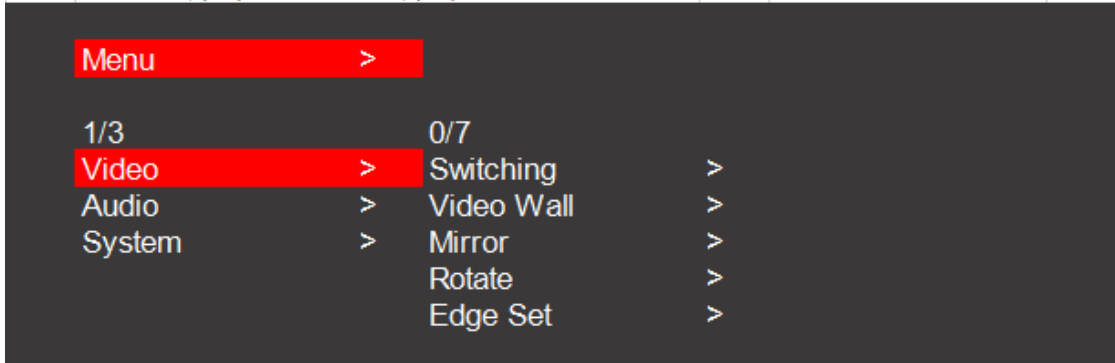 Menu >
1/3 0/7
Video > Switching >
Audio > Video Wall >
System > Mirror >
Rotate >
Edge Set >